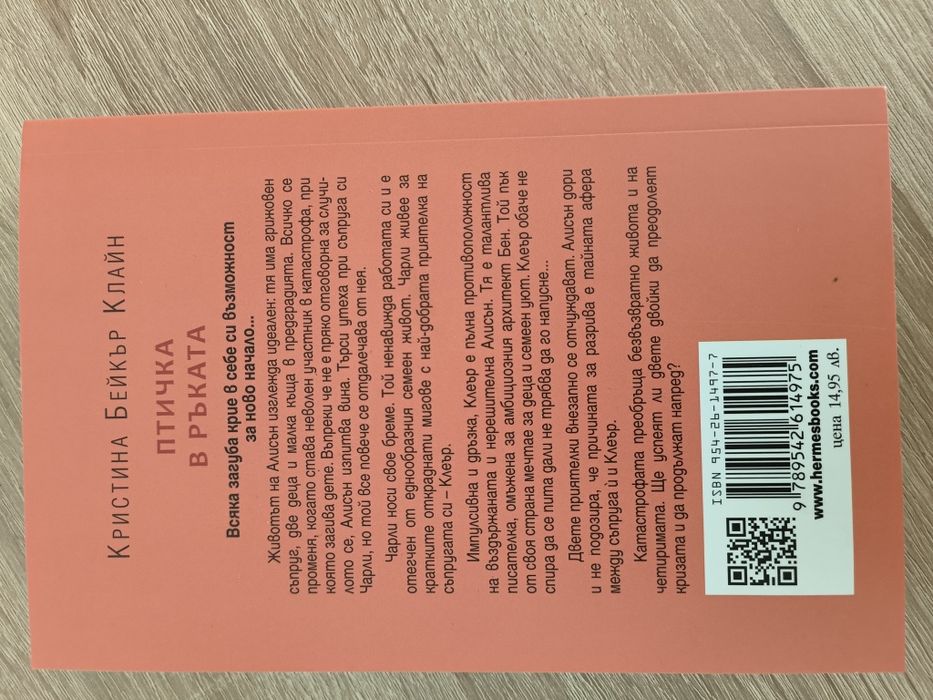 Кристина Бейкър Клайн
ПТИЧКА
В РЪКАТА
Всяка загуба крие в себе си възможност
за ново начало...
Животът на Алисън изглежда идеален: тя има грижовен
съпруг, две деца и малка къща в предградията. Всичко се
променя, когато става неволен участник в катастрофа, при
която загива дете. Въпреки че не е пряко отговорна за случи-
лото се, Алисън изпитва вина. Търси утеха при съпруга си
Чарли, но той все повече се отдалечава от нея.
Чарли носи свое бреме. Той ненавижда работата си и е
отегчен от еднообразния семеен живот. Чарли живее за
кратките откраднати мигове с най-добрата приятелка на
съпругата си – Клеър.
Импулсивна и дръзка, Клеър е пълна противоположност
на въздържаната и нерешителна Алисън. Тя е талантлива
писателка, омъжена за амбициозния архитект Бен. Той пък
от своя страна мечтае за деца и семеен уют. Клеър обаче не
спира да се пита дали не трябва да го напусне...
Двете приятелки внезапно се отчуждават. Алисън дори
и не подозира, че причината за разрива е тайната афера
между съпруга ѝ и Клеър.
Катастрофата преобръща безвъзвратно живота и на
четиримата. Ще успеят ли двете двойки да преодолеят
кризата и да продължат напред?
ISBN 954-26-1497-7
9 789542 614975
www.hermesbooks.com
цена 14,95 лв.